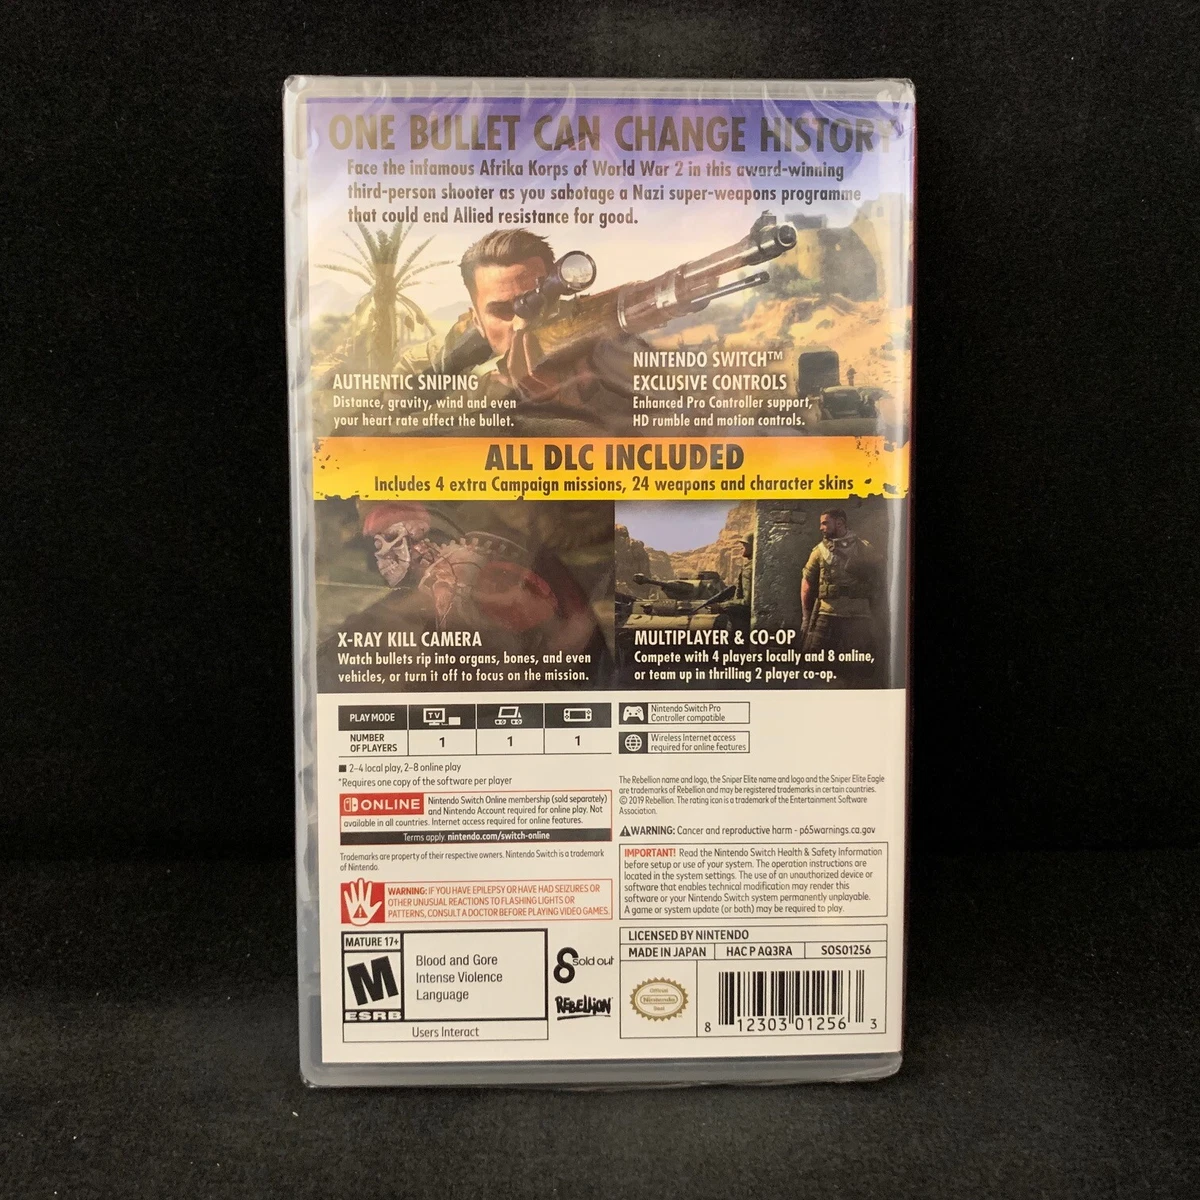 ONE BULLET CAN CHANGE HISTORY
Face the infamous Afrika Korps of World War 2 in this award-winning
third-person shooter as you sabotage a Nazi super-weapons programme
that could end Allied resistance for good.
AUTHENTIC SNIPING
Distance, gravity, wind and even
your heart rate affect the bullet.
NINTENDO SWITCH™
EXCLUSIVE CONTROLS
Enhanced Pro Controller support,
HD rumble and motion controls.
ALL DLC INCLUDED
Includes 4 extra Campaign missions, 24 weapons and character skins
X-RAY KILL CAMERA
Watch bullets rip into organs, bones, and even
vehicles, or turn it off to focus on the mission.
MULTIPLAYER & CO-OP
Compete with 4 players locally and 8 online,
or team up in thrilling 2 player co-op.
PLAY MODE
TV
NUMBER
OF PLAYERS
1 1 1
■ 2-4 local play, 2-8 online play
*Requires one copy of the software per player
Nintendo Switch Pro
Controller compatible
Wireless Internet access
required for online features
ONLINE
Nintendo Switch Online membership (sold separately)
and Nintendo Account required for online play. Not
available in all countries. Internet access required for online features.
Terms apply. nintendo.com/switch-online
Trademarks are property of their respective owners. Nintendo Switch is a trademark
of Nintendo.
WARNING: IF YOU HAVE EPILEPSY OR HAVE HAD SEIZURES OR
OTHER UNUSUAL REACTIONS TO FLASHING LIGHTS OR
PATTERNS, CONSULT A DOCTOR BEFORE PLAYING VIDEO GAMES.
The Rebellion name and logo, the Sniper Elite name and logo and the Sniper Elite Eagle
are trademarks of Rebellion and may be registered trademarks in certain countries.
© 2019 Rebellion. The rating icon is a trademark of the Entertainment Software
Association.
⚠WARNING: Cancer and reproductive harm - p65warnings.ca.gov
IMPORTANT! Read the Nintendo Switch Health & Safety Information
before setup or use of your system. The operation instructions are
located in the system settings. The use of an unauthorized device or
software that enables technical modification may render this
software or your Nintendo Switch system permanently unplayable.
A game or system update (or both) may be required to play.
MATURE 17+
M
ESRB
Blood and Gore
Intense Violence
Language
Users Interact
sold out
REBELLION
LICENSED BY NINTENDO
MADE IN JAPAN HAC P AQ3RA SOS01256
Official
Nintendo
Seal
8 12303 01256 3